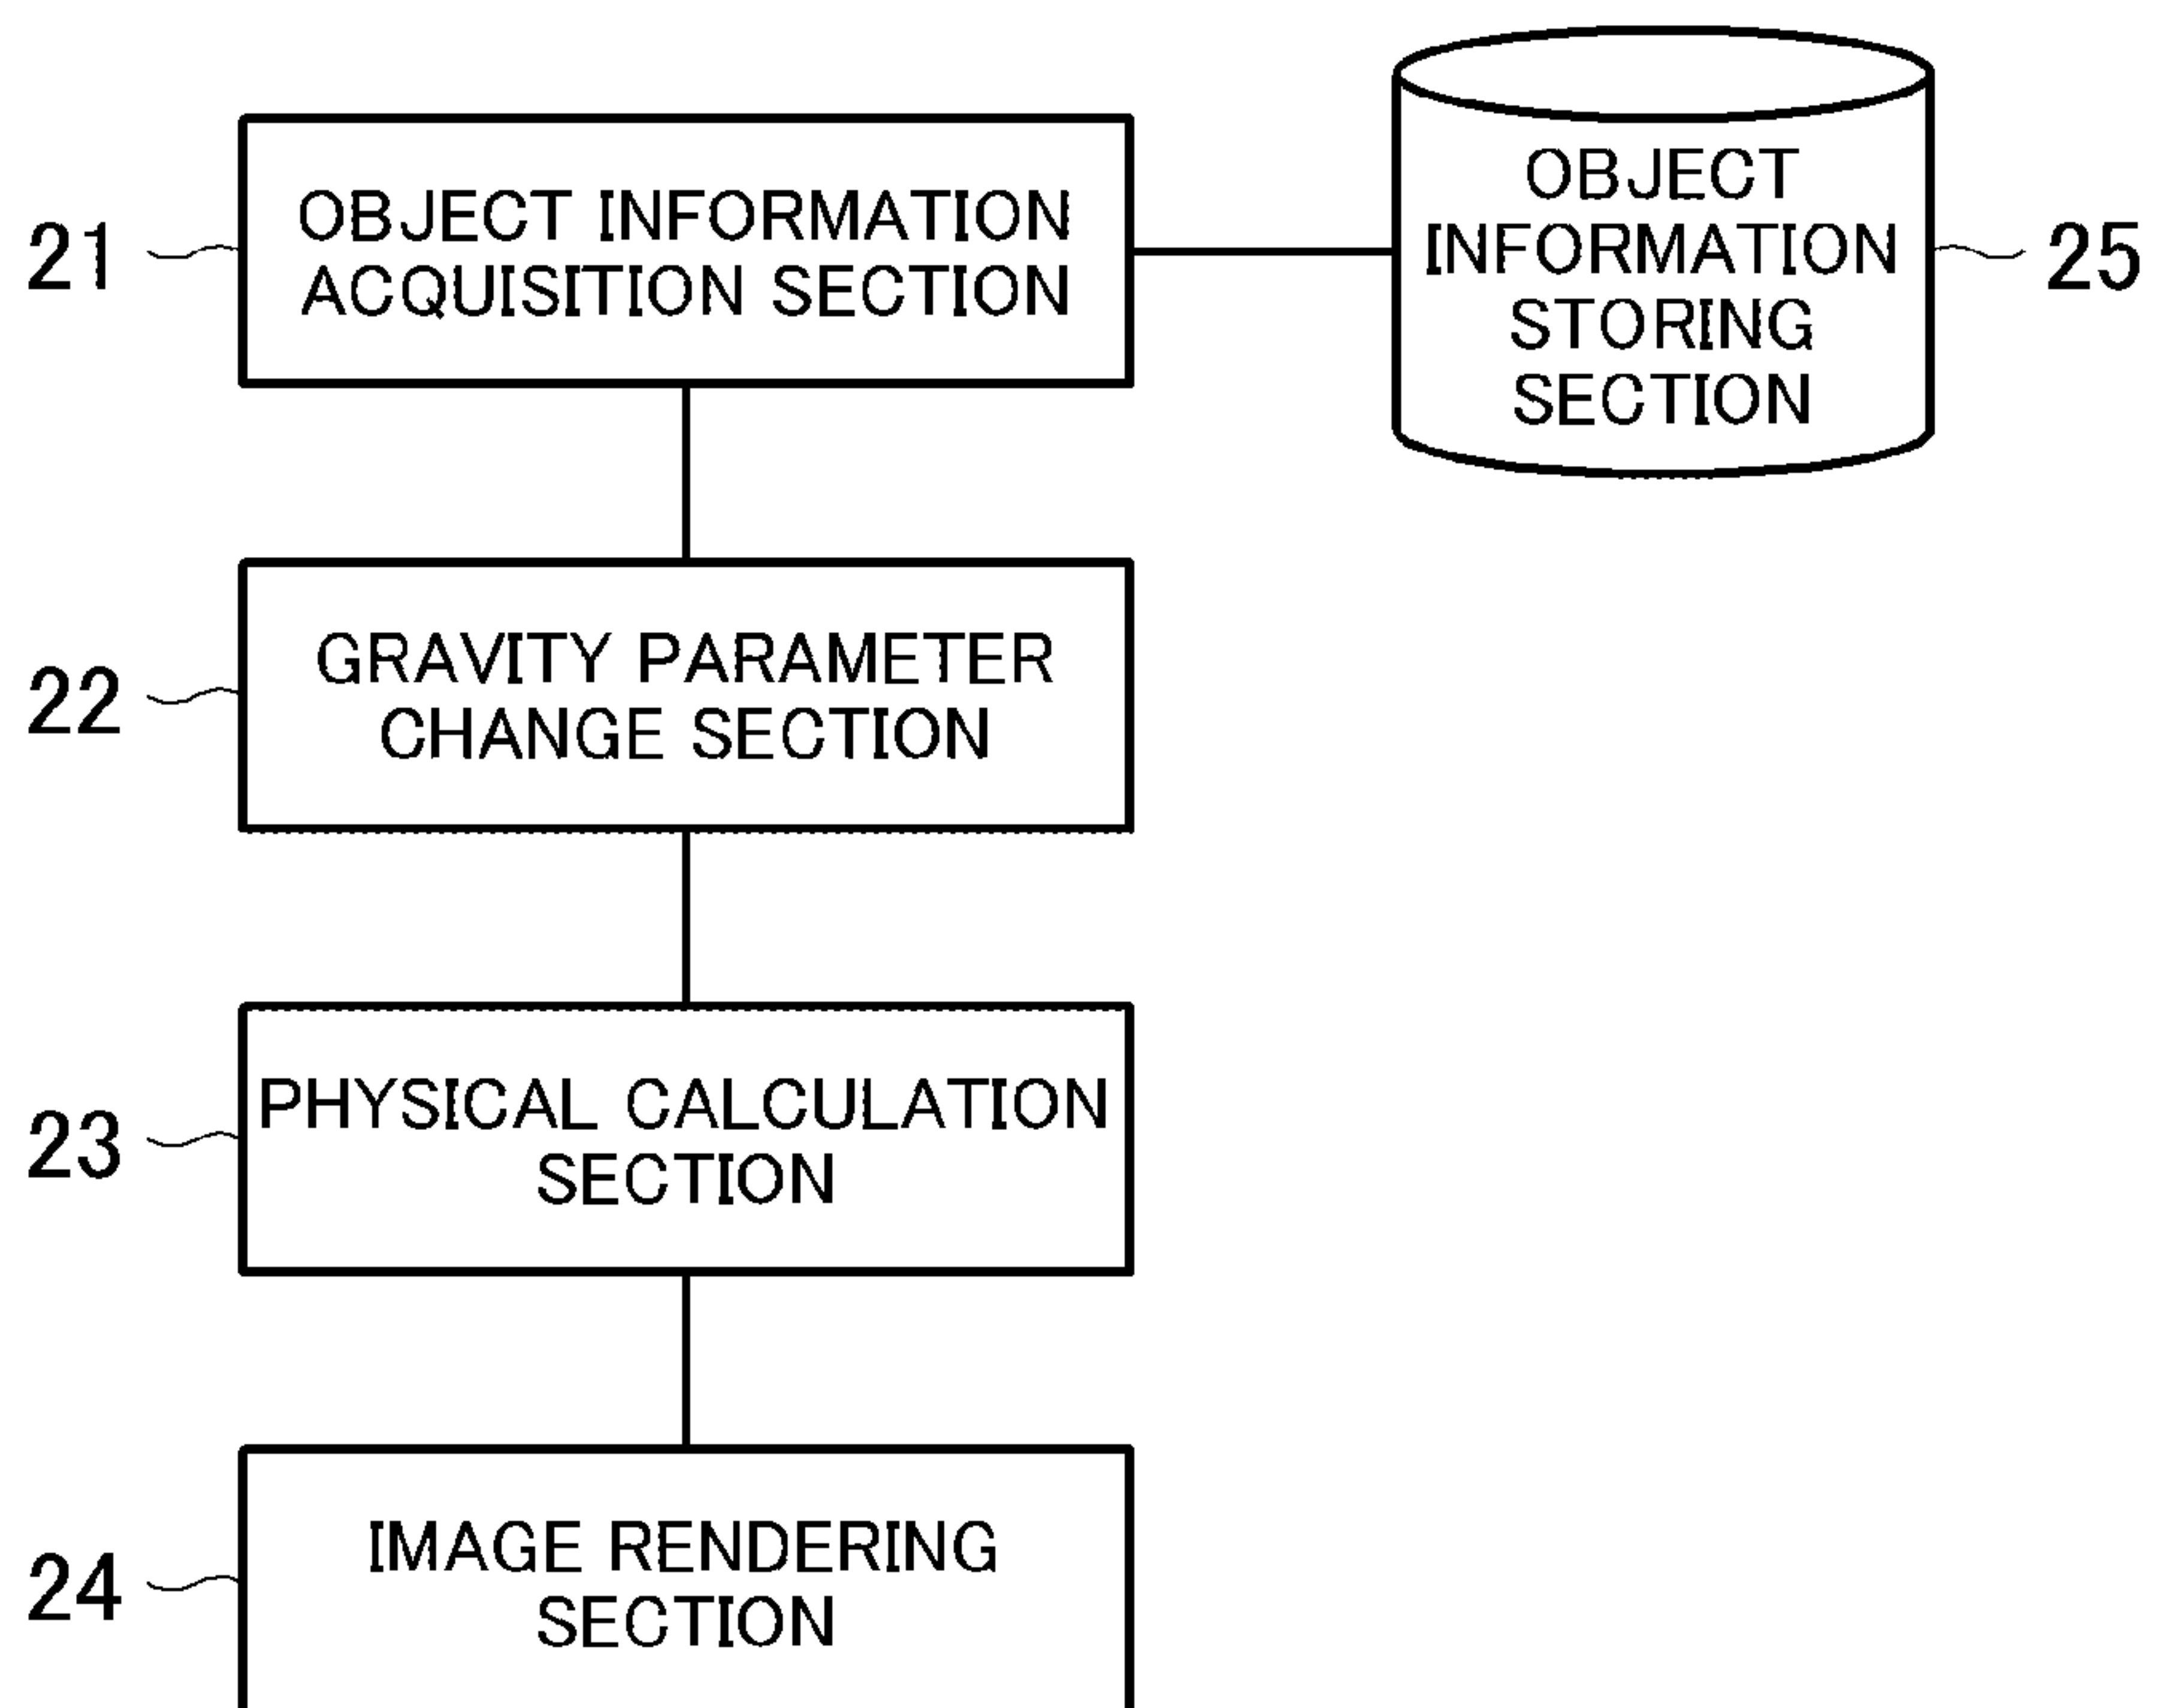 21
OBJECT INFORMATION
ACQUISITION SECTION
OBJECT
INFORMATION
STORING
SECTION
25
22
GRAVITY PARAMETER
CHANGE SECTION
23
PHYSICAL CALCULATION
SECTION
24
IMAGE RENDERING
SECTION